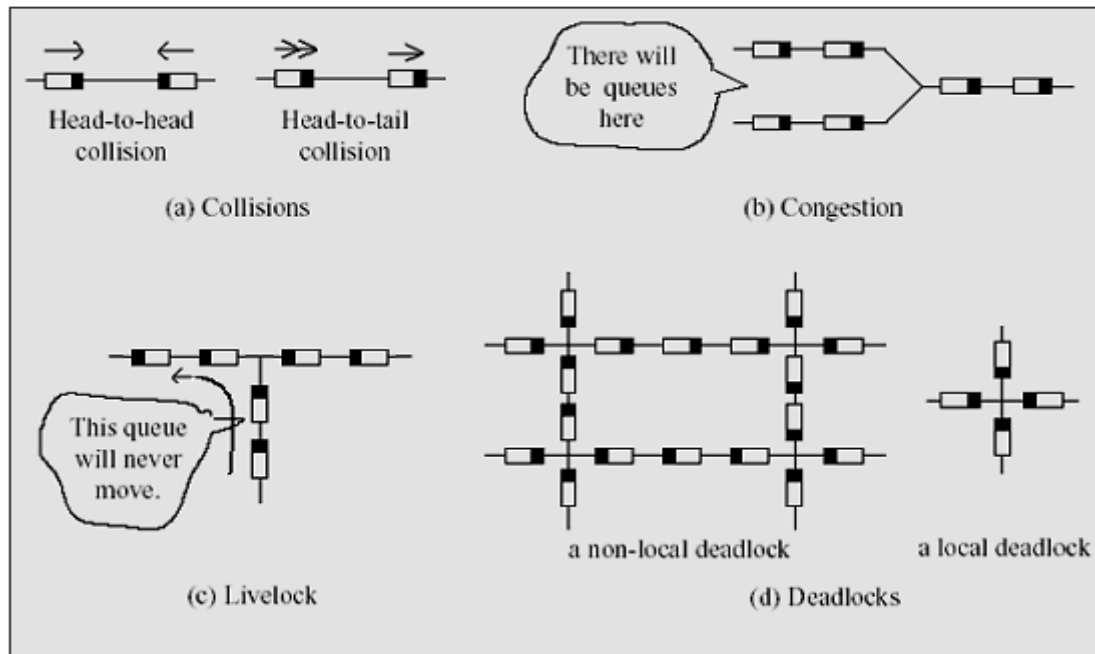 Head-to-head
collision
Head-to-tail
collision
(a) Collisions
There will
be queues
here
(b) Congestion
This queue
will never
move.
(c) Livelock
a non-local deadlock
a local deadlock
(d) Deadlocks